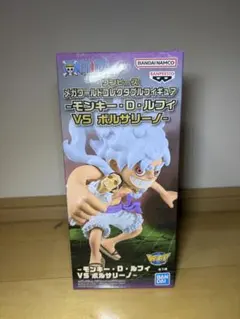 ワンピース
メガワールドコレクタブルフィギュア
-モンキー・D・ルフィ
VS ボルサリーノ-
BANDAI NAMCO
BANPRESTO
-モンキー・D・ルフィ
VS ボルサリーノ-
BANDAI